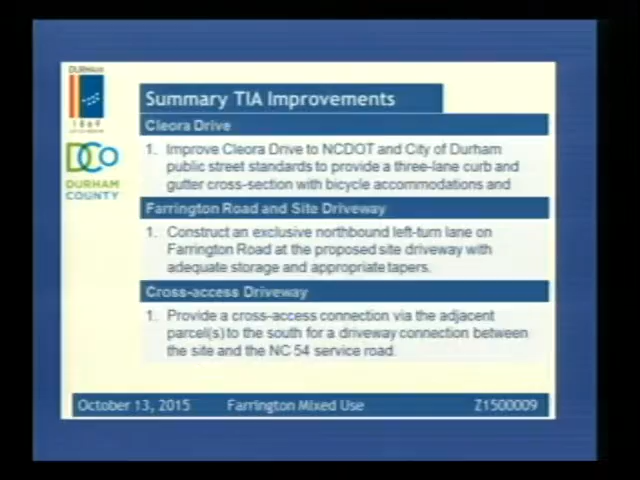 DURHAM
1869
DCO
DURHAM
COUNTY
Summary TIA Improvements
Cleora Drive
1. Improve Cleora Drive to NCDOT and City of Durham
public street standards to provide a three-lane curb and
gutter cross-section with bicycle accommodations and
Farrington Road and Site Driveway
1. Construct an exclusive northbound left-turn lane on
Farrington Road at the proposed site driveway with
adequate storage and appropriate tapers.
Cross-access Driveway
1. Provide a cross-access connection via the adjacent
parcel(s) to the south for a driveway connection between
the site and the NC 54 service road.
October 13, 2015 Farrington Mixed Use Z1500009